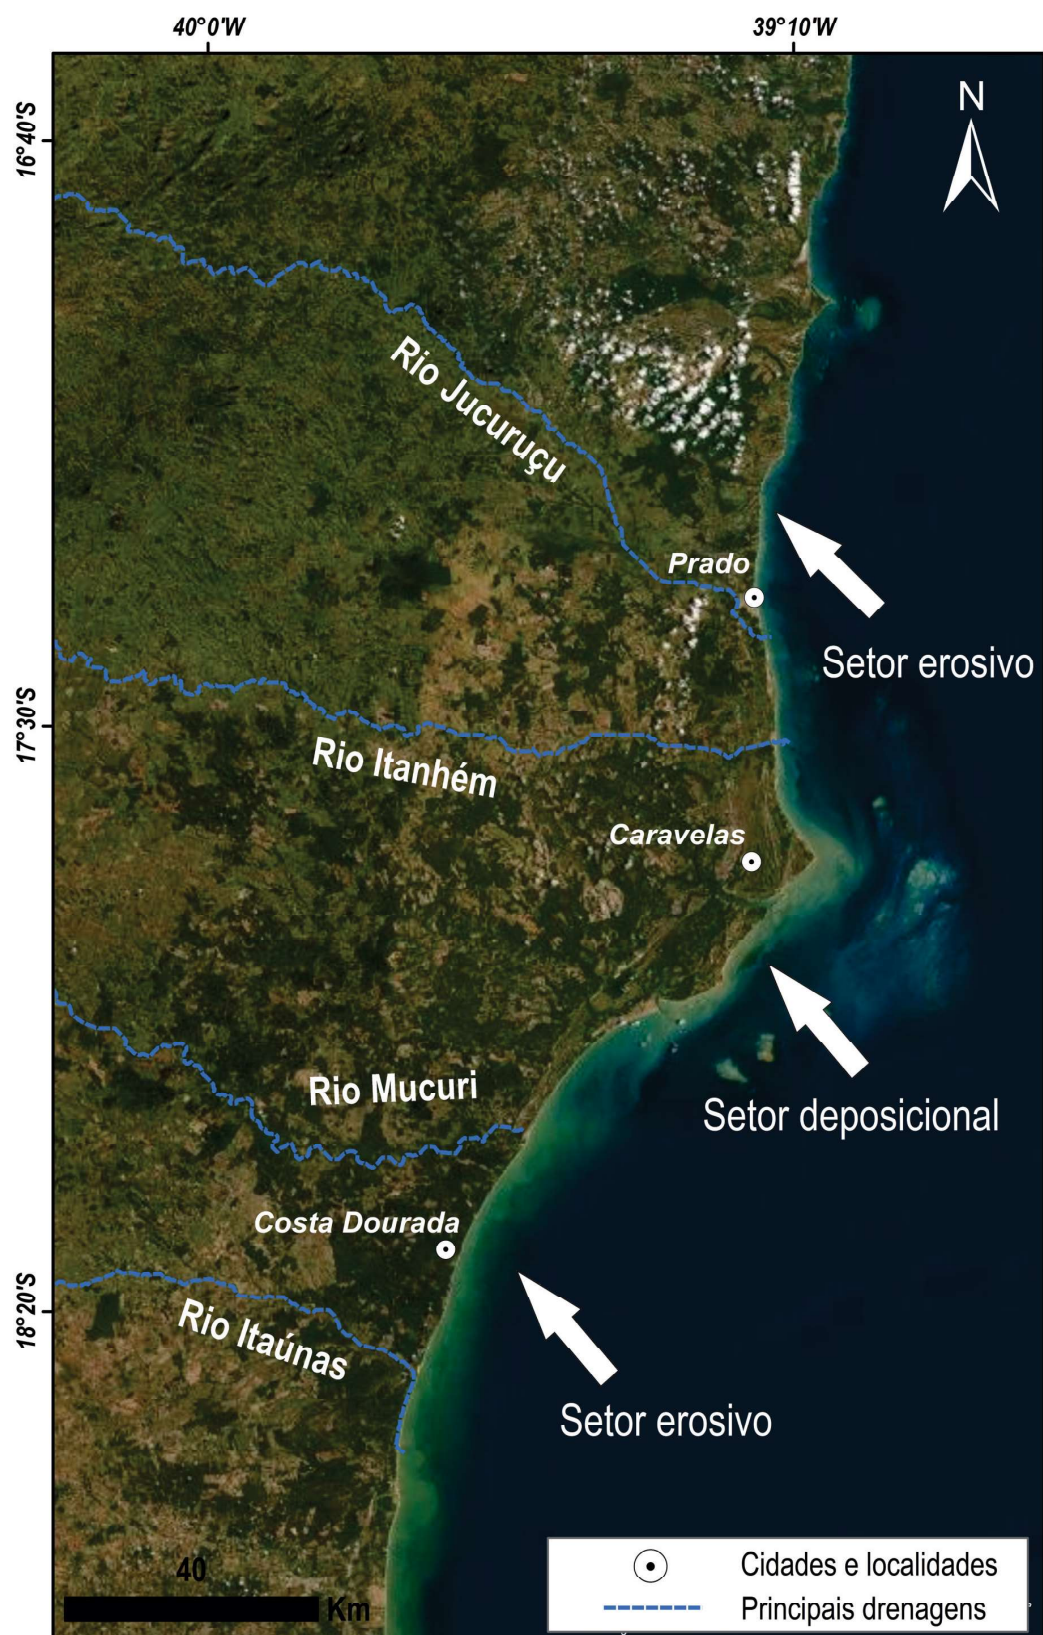 40°0'W
39°10'W
16°40'S
N
Rio Jucuruçu
Prado
Setor erosivo
17°30'S
Rio Itanhém
Caravelas
Rio Mucuri
Setor deposicional
Costa Dourada
18°20'S
Rio Itaúnas
Setor erosivo
40
Km
Cidades e localidades
Principais drenagens